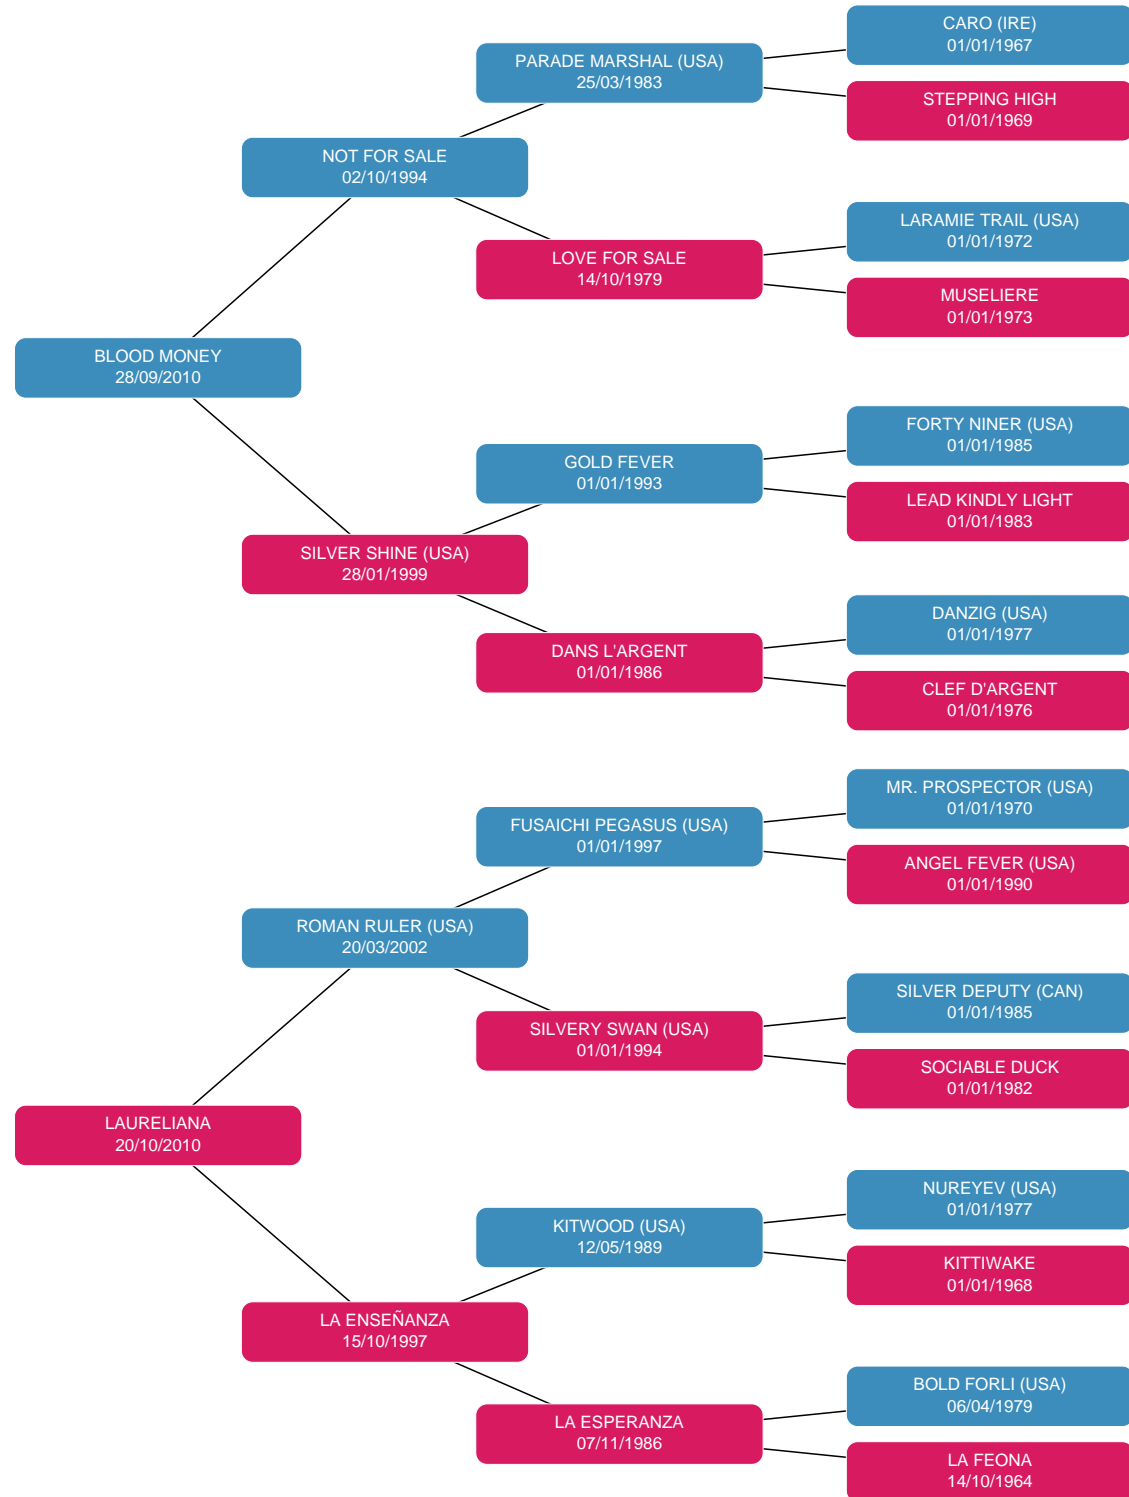 CARO (IRE)
01/01/1967
PARADE MARSHAL (USA)
25/03/1983
STEPPING HIGH
01/01/1969
NOT FOR SALE
02/10/1994
LARAMIE TRAIL (USA)
01/01/1972
LOVE FOR SALE
14/10/1979
MUSELIERE
01/01/1973
BLOOD MONEY
28/09/2010
FORTY NINER (USA)
01/01/1985
GOLD FEVER
01/01/1993
LEAD KINDLY LIGHT
01/01/1983
SILVER SHINE (USA)
28/01/1999
DANZIG (USA)
01/01/1977
DANS L'ARGENT
01/01/1986
CLEF D'ARGENT
01/01/1976
MR. PROSPECTOR (USA)
01/01/1970
FUSAICHI PEGASUS (USA)
01/01/1997
ANGEL FEVER (USA)
01/01/1990
ROMAN RULER (USA)
20/03/2002
SILVER DEPUTY (CAN)
01/01/1985
SILVERY SWAN (USA)
01/01/1994
SOCIABLE DUCK
01/01/1982
LAURELIANA
20/10/2010
NUREYEV (USA)
01/01/1977
KITWOOD (USA)
12/05/1989
KITTIWAKE
01/01/1968
LA ENSEÑANZA
15/10/1997
BOLD FORLI (USA)
06/04/1979
LA ESPERANZA
07/11/1986
LA FEONA
14/10/1964